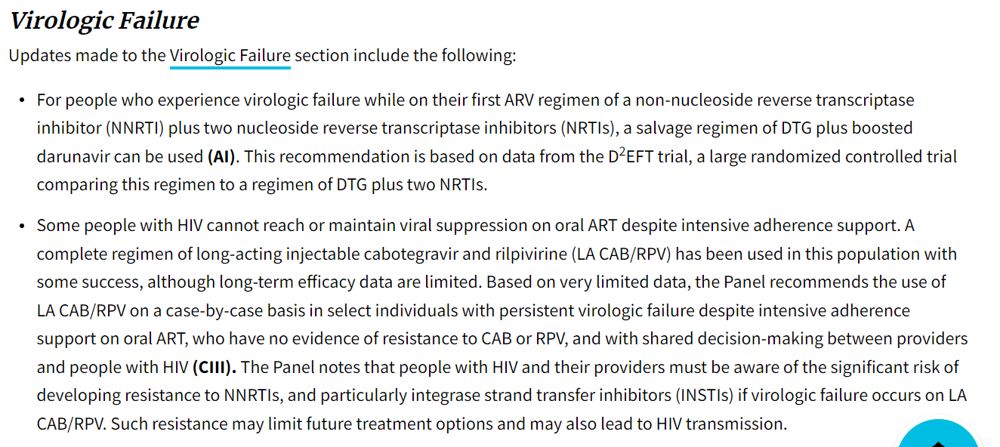 Virologic Failure
Updates made to the Virologic Failure section include the following:
• For people who experience virologic failure while on their first ARV regimen of a non-nucleoside reverse transcriptase
inhibitor (NNRTI) plus two nucleoside reverse transcriptase inhibitors (NRTIs), a salvage regimen of DTG plus boosted
darunavir can be used (AI). This recommendation is based on data from the D²EFT trial, a large randomized controlled trial
comparing this regimen to a regimen of DTG plus two NRTIs.
• Some people with HIV cannot reach or maintain viral suppression on oral ART despite intensive adherence support. A
complete regimen of long-acting injectable cabotegravir and rilpivirine (LA CAB/RPV) has been used in this population with
some success, although long-term efficacy data are limited. Based on very limited data, the Panel recommends the use of
LA CAB/RPV on a case-by-case basis in select individuals with persistent virologic failure despite intensive adherence
support on oral ART, who have no evidence of resistance to CAB or RPV, and with shared decision-making between providers
and people with HIV (CIII). The Panel notes that people with HIV and their providers must be aware of the significant risk of
developing resistance to NNRTIs, and particularly integrase strand transfer inhibitors (INSTIs) if virologic failure occurs on LA
CAB/RPV. Such resistance may limit future treatment options and may also lead to HIV transmission.